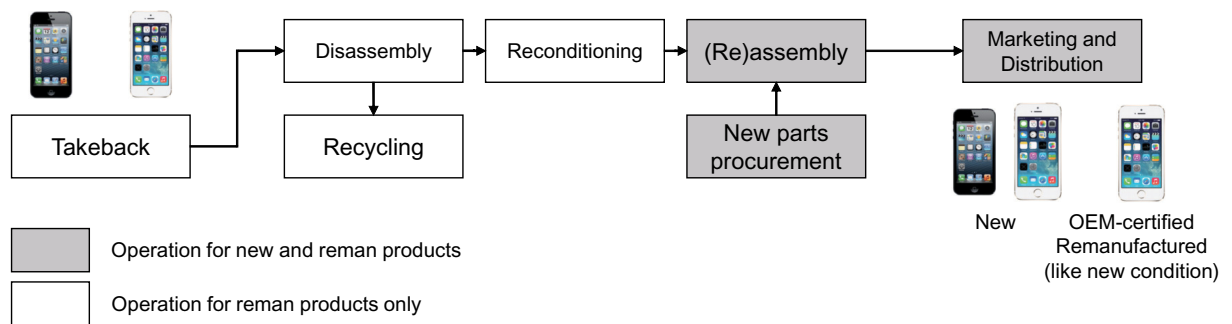 Takeback
Disassembly
Recycling
Reconditioning
(Re)assembly
New parts
procurement
Marketing and
Distribution
New
OEM-certified
Remanufactured
(like new condition)
Operation for new and reman products
Operation for reman products only